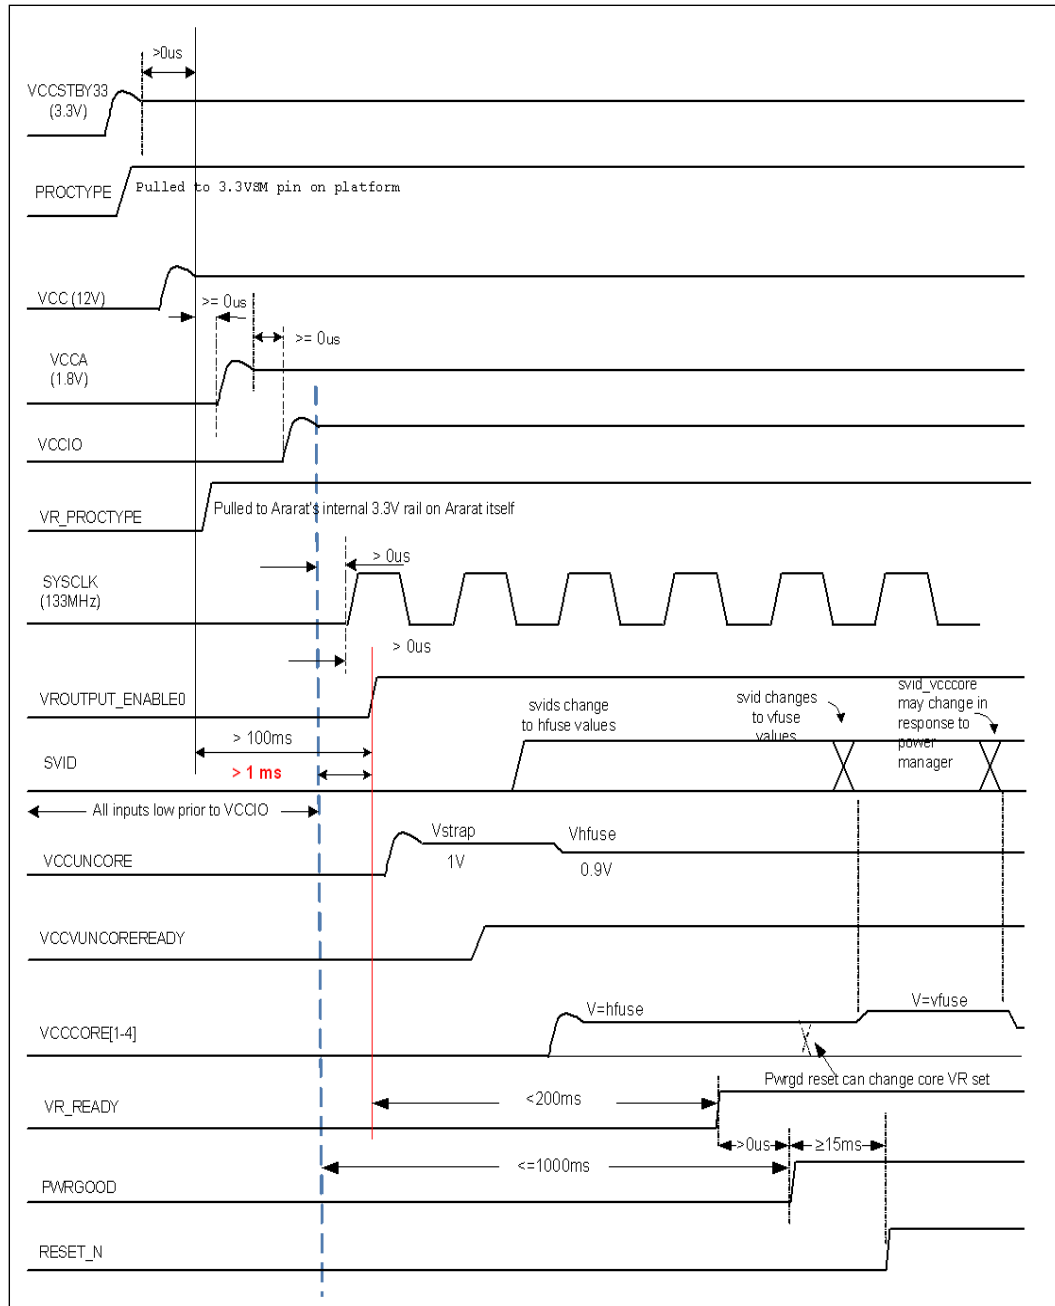 >0us
VCCSTBY33
(3.3V)
PROCTYPE
Pulled to 3.3VSM pin on platform
VCC (12V)
>= 0us
>= 0us
VCCA
(1.8V)
VCCIO
VR_PROCTYPE
Pulled to Ararat's internal 3.3V rail on Ararat itself
> 0us
SYSCLK
(133MHz)
> 0us
VROUTPUT_ENABLE0
svids change
to hfuse values
svid changes
to vfuse
values
svid_vcccore
may change in
response to
power
manager
> 100ms
SVID
> 1 ms
All inputs low prior to VCCIO
Vstrap
Vhfuse
VCCUNCORE
1V
0.9V
VCCVUNCOREREADY
V=hfuse
V=vfuse
VCCCORE[1-4]
Pwrgd reset can change core VR set
VR_READY
<200ms
>0us
≥15ms
<=1000ms
PWRGOOD
RESET_N